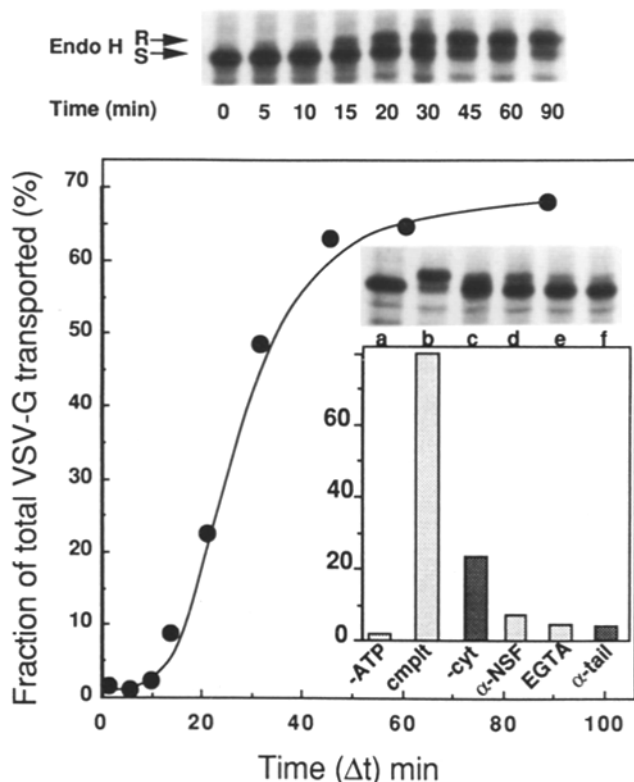 Endo H R
S
Time (min) 0 5 10 15 20 30 45 60 90
Fraction of total VSV-G transported (%)
70
60
50
40
30
20
10
0
a b c d e f
60
40
20
0
-ATP cmplt -cyt α-NSF EGTA α-tail
0 20 40 60 80 100
Time (Δt) min